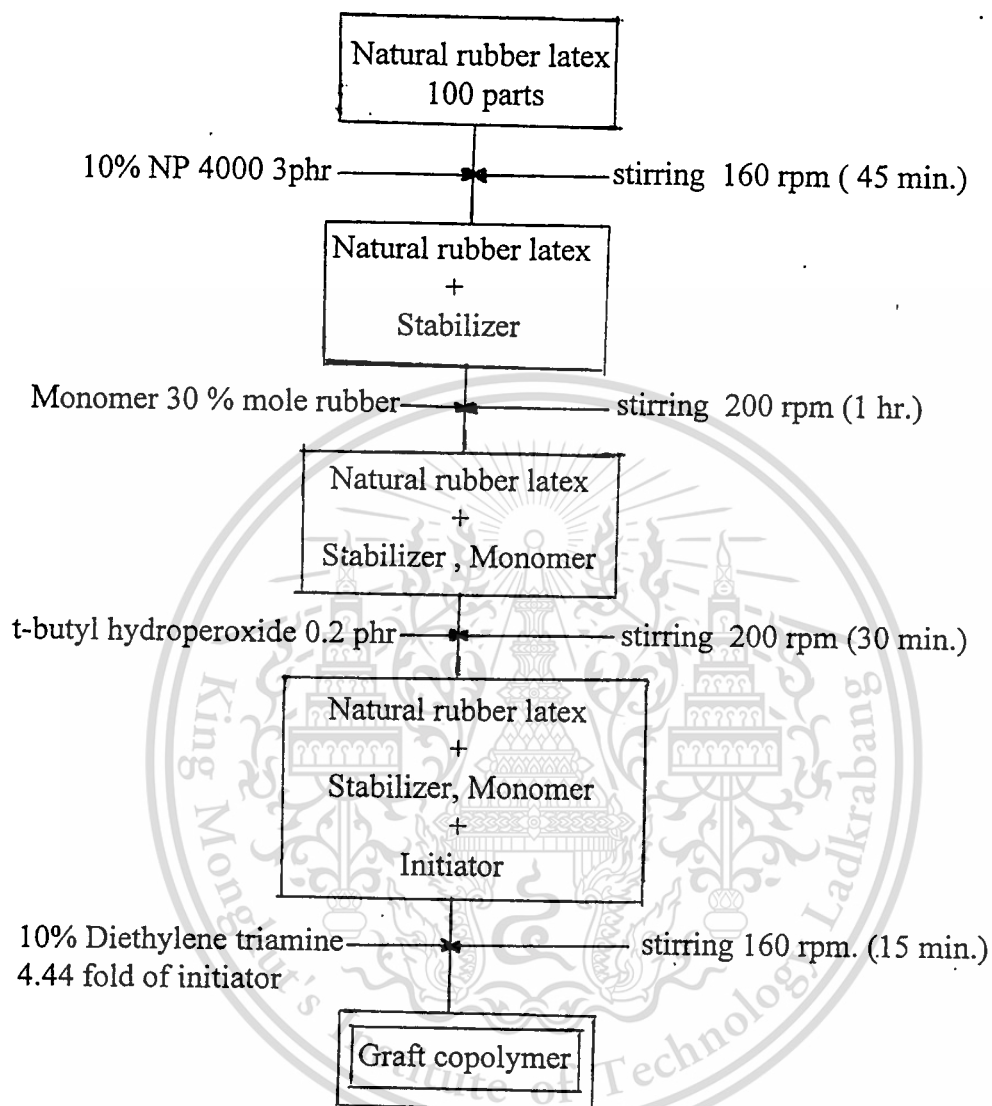 Natural rubber latex
100 parts
10% NP 4000 3phr
stirring 160 rpm ( 45 min.)
Natural rubber latex
+
Stabilizer
Monomer 30 % mole rubber
stirring 200 rpm (1 hr.)
Natural rubber latex
+
Stabilizer , Monomer
t-butyl hydroperoxide 0.2 phr
stirring 200 rpm (30 min.)
Natural rubber latex
+
Stabilizer, Monomer
+
Initiator
10% Diethylene triamine
4.44 fold of initiator
stirring 160 rpm. (15 min.)
Graft copolymer
King Mongkut's Institute of Technology Ladkrabang